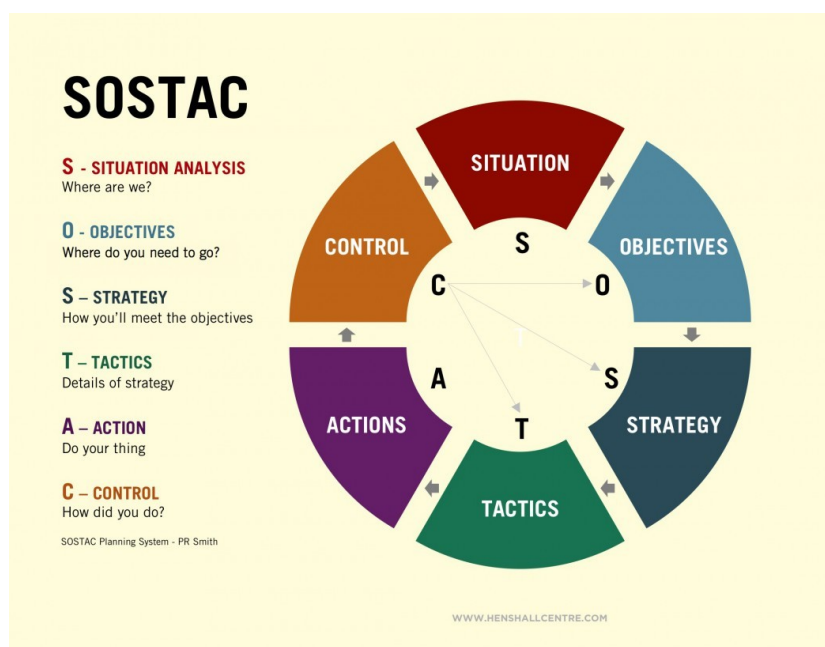 SOSTAC
S - SITUATION ANALYSIS
Where are we?
O - OBJECTIVES
Where do you need to go?
S – STRATEGY
How you'll meet the objectives
T – TACTICS
Details of strategy
A – ACTION
Do your thing
C – CONTROL
How did you do?
SOSTAC Planning System - PR Smith
SITUATION
OBJECTIVES
STRATEGY
TACTICS
ACTIONS
CONTROL
S
O
S
T
A
C
T
WWW.HENSHALLCENTRE.COM